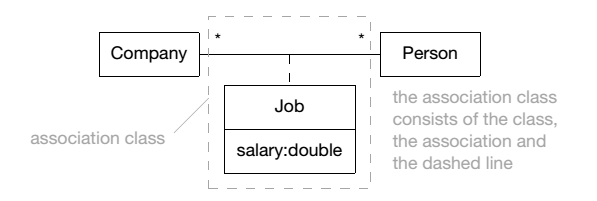 * *
Company
Person
Job
salary:double
association class
the association class
consists of the class,
the association and
the dashed line